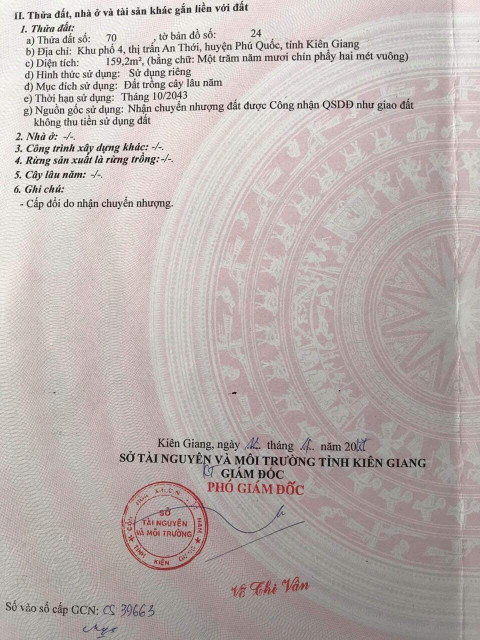 II. Thửa đất, nhà ở và tài sản khác gắn liền với đất
1. Thửa đất:
a) Thửa đất số: 70 , tờ bản đồ số: 24
b) Địa chỉ: Khu phố 4, thị trấn An Thới, huyện Phú Quốc, tỉnh Kiên Giang
c) Diện tích: 159,2m², (bằng chữ: Một trăm năm mươi chín phẩy hai mét vuông)
d) Hình thức sử dụng: Sử dụng riêng
đ) Mục đích sử dụng: Đất trồng cây lâu năm
e) Thời hạn sử dụng: Tháng 10/2043
g) Nguồn gốc sử dụng: Nhận chuyển nhượng đất được Công nhận QSDĐ như giao đất
không thu tiền sử dụng đất
2. Nhà ở: -/-.
3. Công trình xây dựng khác: -/-.
4. Rừng sản xuất là rừng trồng:-/-.
5. Cây lâu năm: -/-.
6. Ghi chú:
- Cấp đổi do nhận chuyển nhượng.
Kiên Giang, ngày 12 tháng năm
SỞ TÀI NGUYÊN VÀ MÔI TRƯỜNG TỈNH KIÊN GIANG
KT GIÁM ĐỐC
PHÓ GIÁM ĐỐC
SỞ
TÀI NGUYÊN
VÀ MÔI TRƯỜNG
TỈNH KIÊN GIANG
Võ Thi Vân
Số vào sổ cấp GCN: CS 39663